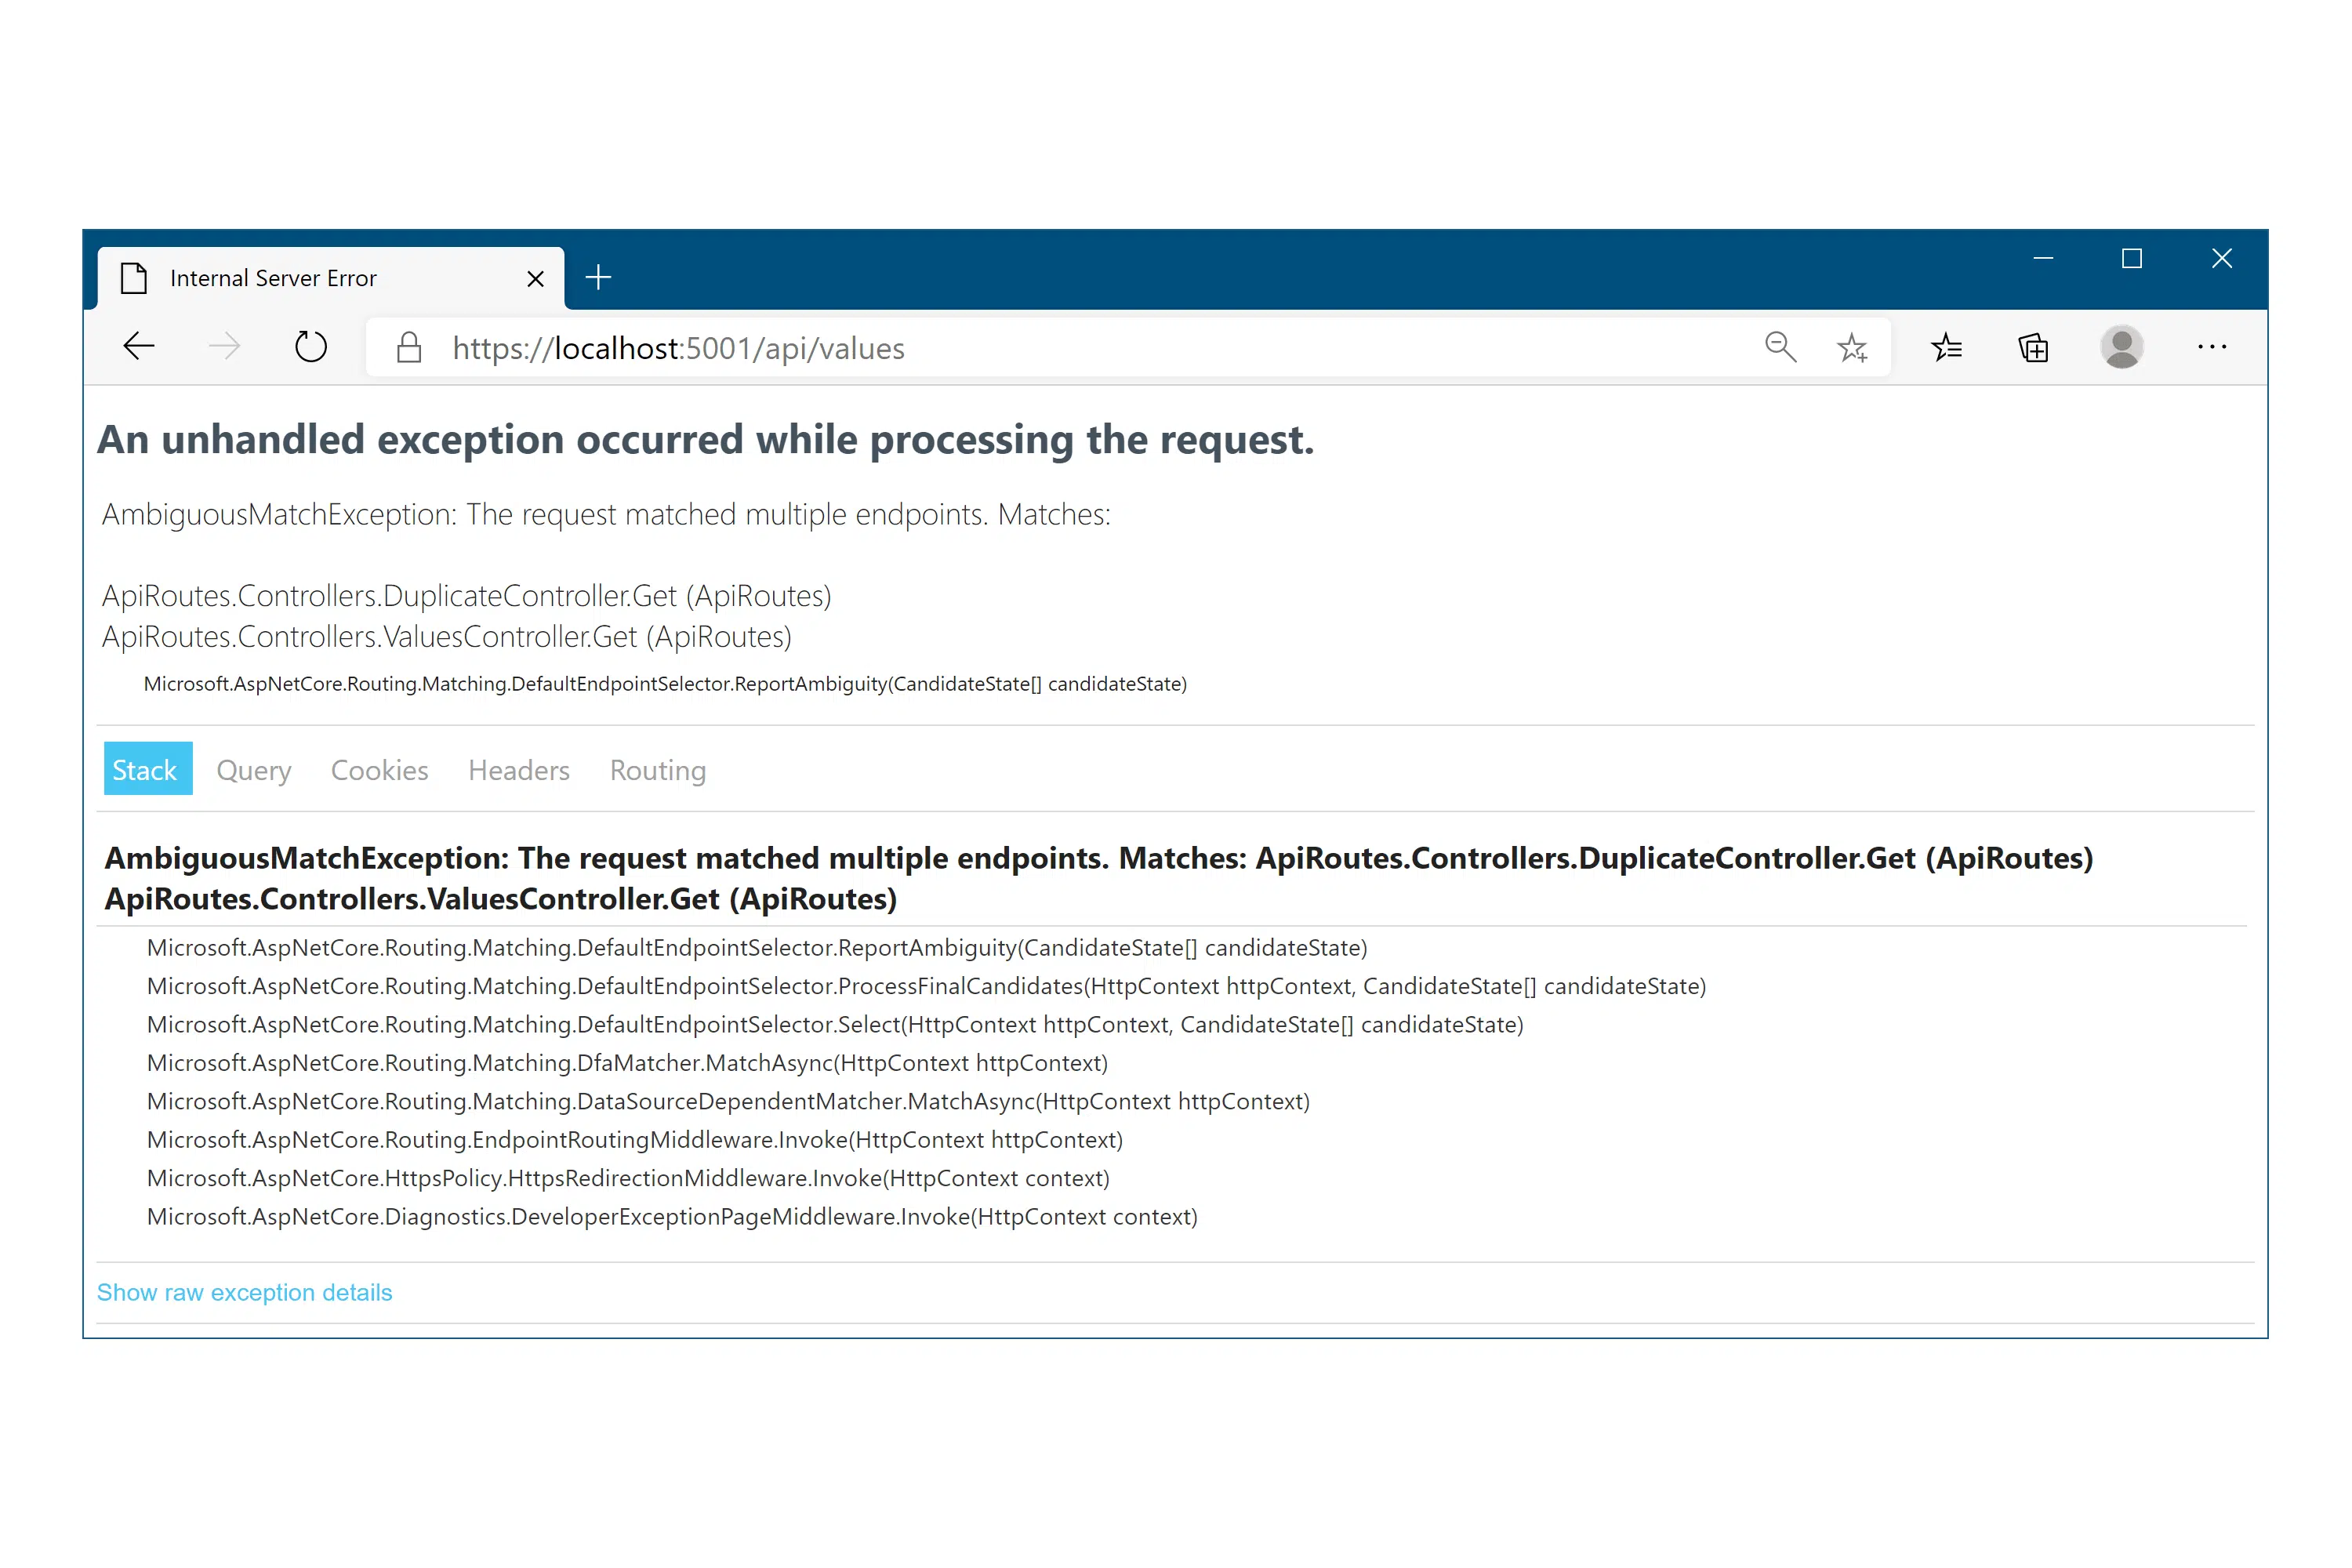 Internal Server Error
https://localhost:5001/api/values
An unhandled exception occurred while processing the request.
AmbiguousMatchException: The request matched multiple endpoints. Matches:
ApiRoutes.Controllers.DuplicateController.Get (ApiRoutes)
ApiRoutes.Controllers.ValuesController.Get (ApiRoutes)
Microsoft.AspNetCore.Routing.Matching.DefaultEndpointSelector.ReportAmbiguity(CandidateState[] candidateState)
Stack Query Cookies Headers Routing
AmbiguousMatchException: The request matched multiple endpoints. Matches: ApiRoutes.Controllers.DuplicateController.Get (ApiRoutes)
ApiRoutes.Controllers.ValuesController.Get (ApiRoutes)
Microsoft.AspNetCore.Routing.Matching.DefaultEndpointSelector.ReportAmbiguity(CandidateState[] candidateState)
Microsoft.AspNetCore.Routing.Matching.DefaultEndpointSelector.ProcessFinalCandidates(HttpContext httpContext, CandidateState[] candidateState)
Microsoft.AspNetCore.Routing.Matching.DefaultEndpointSelector.Select(HttpContext httpContext, CandidateState[] candidateState)
Microsoft.AspNetCore.Routing.Matching.DfaMatcher.MatchAsync(HttpContext httpContext)
Microsoft.AspNetCore.Routing.Matching.DataSourceDependentMatcher.MatchAsync(HttpContext httpContext)
Microsoft.AspNetCore.Routing.EndpointRoutingMiddleware.Invoke(HttpContext httpContext)
Microsoft.AspNetCore.HttpsPolicy.HttpsRedirectionMiddleware.Invoke(HttpContext context)
Microsoft.AspNetCore.Diagnostics.DeveloperExceptionPageMiddleware.Invoke(HttpContext context)
Show raw exception details